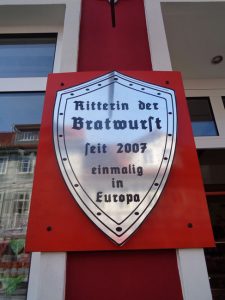 Ritterin der
Bratwurſt
ſeit 2007
einmalig
in
Europa